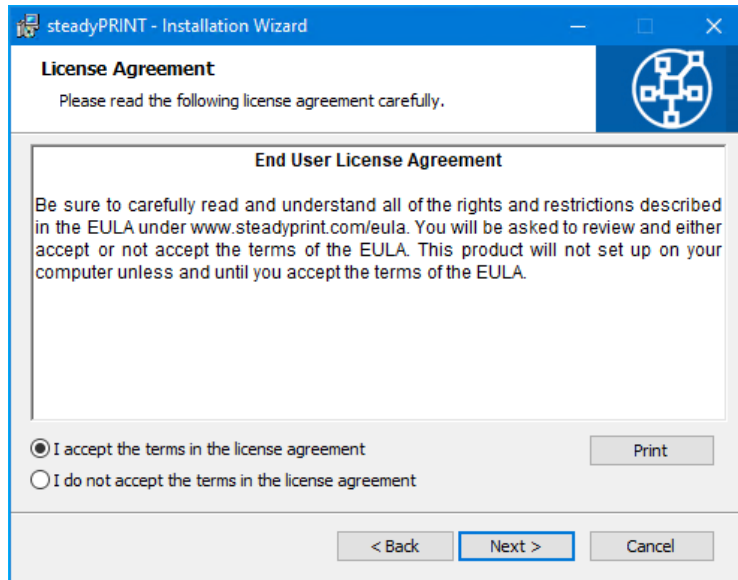 steadyPRINT - Installation Wizard
License Agreement
Please read the following license agreement carefully.
End User License Agreement
Be sure to carefully read and understand all of the rights and restrictions described
in the EULA under www.steadyprint.com/eula. You will be asked to review and either
accept or not accept the terms of the EULA. This product will not set up on your
computer unless and until you accept the terms of the EULA.
I accept the terms in the license agreement
Print
I do not accept the terms in the license agreement
< Back
Next >
Cancel